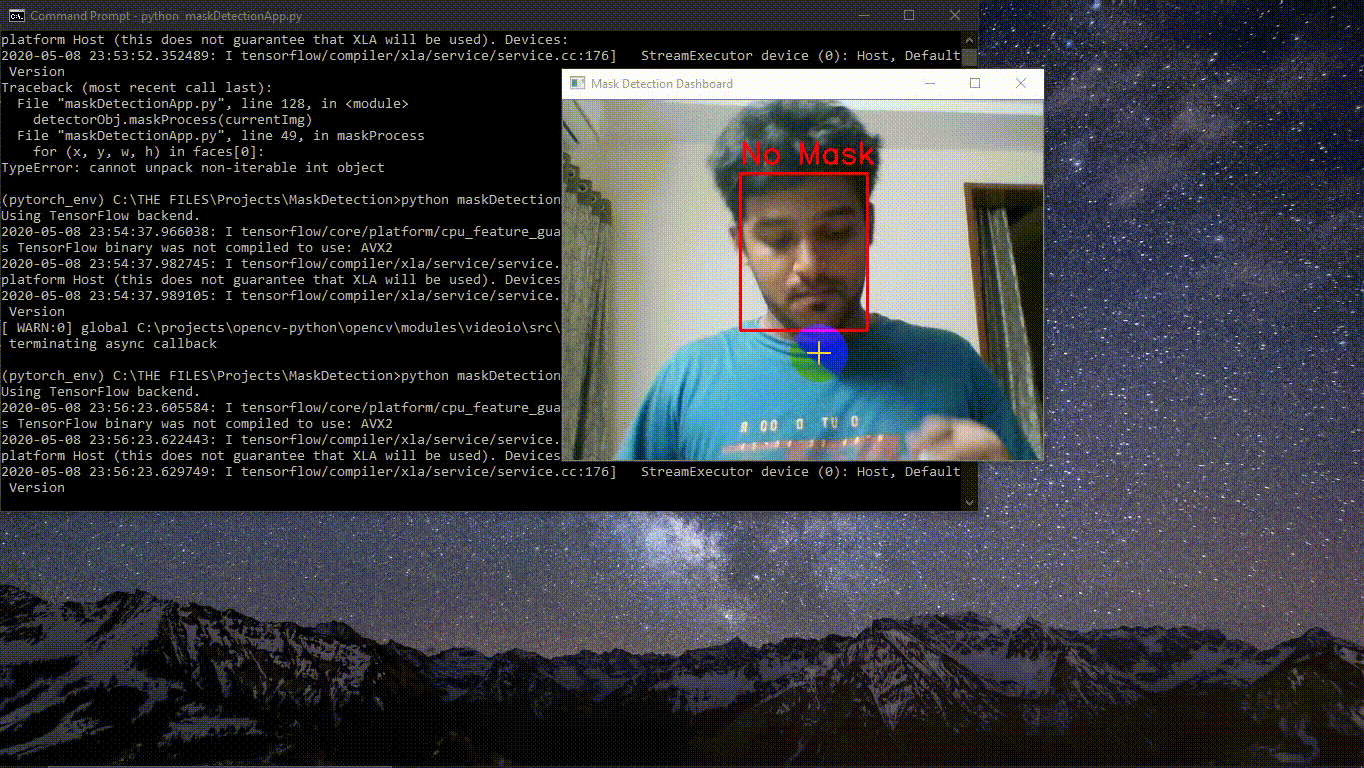 Command Prompt - python maskDetectionApp.py
platform Host (this does not guarantee that XLA will be used). Devices:
2020-05-08 23:53:52.352489: I tensorflow/compiler/xla/service/service.cc:176]   StreamExecutor device (0): Host, Default
 Version
Traceback (most recent call last):
  File "maskDetectionApp.py", line 128, in <module>
    detectorObj.maskProcess(currentImg)
  File "maskDetectionApp.py", line 49, in maskProcess
    for (x, y, w, h) in faces[0]:
TypeError: cannot unpack non-iterable int object
(pytorch_env) C:\THE FILES\Projects\MaskDetection>python maskDetection
Using TensorFlow backend.
2020-05-08 23:54:37.966038: I tensorflow/core/platform/cpu_feature_gua
s TensorFlow binary was not compiled to use: AVX2
2020-05-08 23:54:37.982745: I tensorflow/compiler/xla/service/service.
platform Host (this does not guarantee that XLA will be used). Devices
2020-05-08 23:54:37.989105: I tensorflow/compiler/xla/service/service.
 Version
[ WARN:0] global C:\projects\opencv-python\opencv\modules\videoio\src\
 terminating async callback
(pytorch_env) C:\THE FILES\Projects\MaskDetection>python maskDetection
Using TensorFlow backend.
2020-05-08 23:56:23.605584: I tensorflow/core/platform/cpu_feature_gua
s TensorFlow binary was not compiled to use: AVX2
2020-05-08 23:56:23.622443: I tensorflow/compiler/xla/service/service.
platform Host (this does not guarantee that XLA will be used). Devices
2020-05-08 23:56:23.629749: I tensorflow/compiler/xla/service/service.cc:176]   StreamExecutor device (0): Host, Default
 Version
Mask Detection Dashboard
No Mask